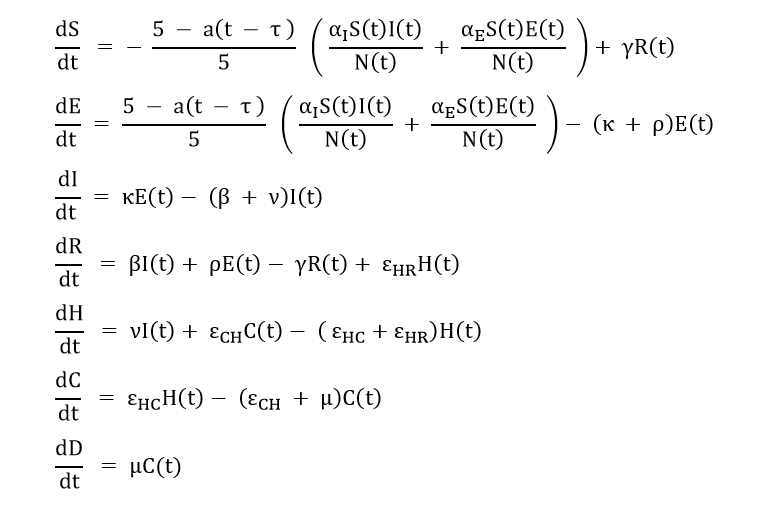 dS/dt = − (5 − a(t − τ))/5 ( α_I S(t)I(t)/N(t) + α_E S(t)E(t)/N(t) ) + γR(t)
dE/dt = (5 − a(t − τ))/5 ( α_I S(t)I(t)/N(t) + α_E S(t)E(t)/N(t) ) − (κ + ρ)E(t)
dI/dt = κE(t) − (β + ν)I(t)
dR/dt = βI(t) + ρE(t) − γR(t) + ε_HR H(t)
dH/dt = νI(t) + ε_CH C(t) − ( ε_HC + ε_HR)H(t)
dC/dt = ε_HC H(t) − (ε_CH + μ)C(t)
dD/dt = μC(t)